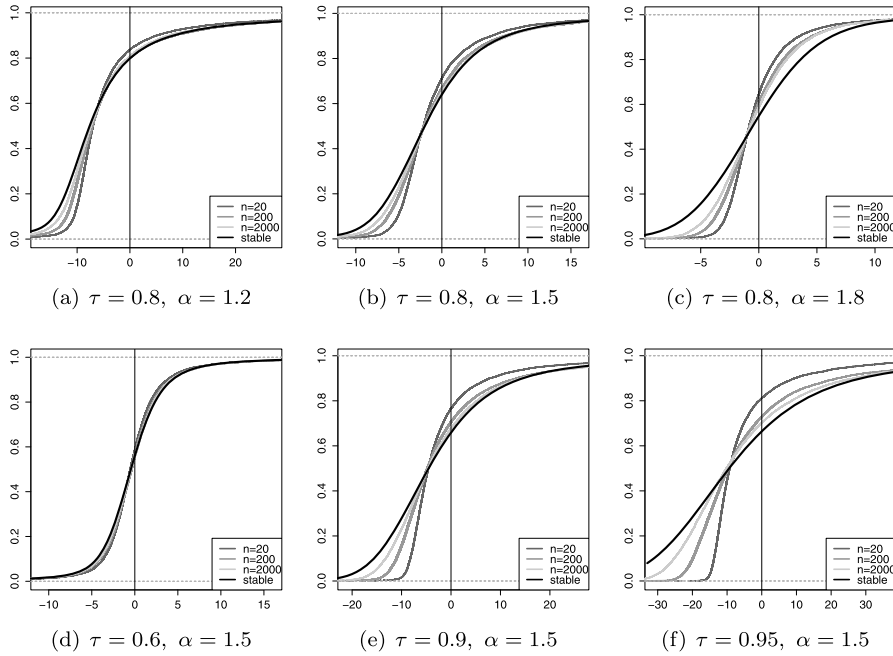 1.0
0.8
0.6
0.4
0.2
0.0
−10 0 10 20
n=20
n=200
n=2000
stable
(a) τ = 0.8, α = 1.2
1.0
0.8
0.6
0.4
0.2
0.0
−10 −5 0 5 10 15
n=20
n=200
n=2000
stable
(b) τ = 0.8, α = 1.5
1.0
0.8
0.6
0.4
0.2
0.0
−5 0 5 10
n=20
n=200
n=2000
stable
(c) τ = 0.8, α = 1.8
1.0
0.8
0.6
0.4
0.2
0.0
−10 −5 0 5 10 15
n=20
n=200
n=2000
stable
(d) τ = 0.6, α = 1.5
1.0
0.8
0.6
0.4
0.2
0.0
−20 −10 0 10 20
n=20
n=200
n=2000
stable
(e) τ = 0.9, α = 1.5
1.0
0.8
0.6
0.4
0.2
0.0
−30 −20 −10 0 10 20 30
n=20
n=200
n=2000
stable
(f) τ = 0.95, α = 1.5